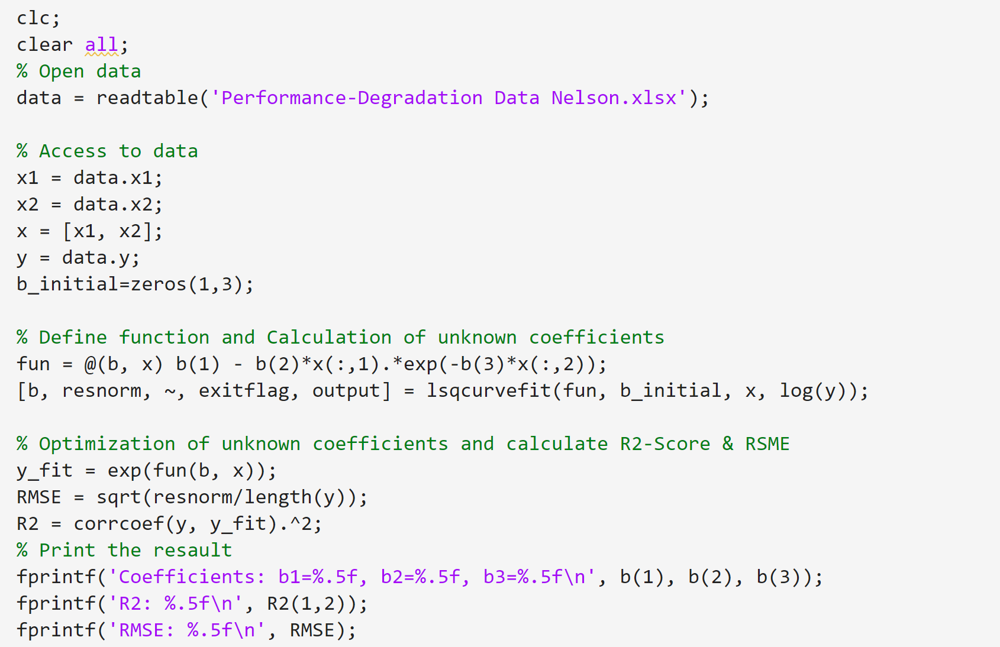 clc;
clear all;
% Open data
data = readtable('Performance-Degradation Data Nelson.xlsx');
% Access to data
x1 = data.x1;
x2 = data.x2;
x = [x1, x2];
y = data.y;
b_initial=zeros(1,3);
% Define function and Calculation of unknown coefficients
fun = @(b, x) b(1) - b(2)*x(:,1).*exp(-b(3)*x(:,2));
[b, resnorm, ~, exitflag, output] = lsqcurvefit(fun, b_initial, x, log(y));
% Optimization of unknown coefficients and calculate R2-Score & RSME
y_fit = exp(fun(b, x));
RMSE = sqrt(resnorm/length(y));
R2 = corrcoef(y, y_fit).^2;
% Print the resault
fprintf('Coefficients: b1=%.5f, b2=%.5f, b3=%.5f\n', b(1), b(2), b(3));
fprintf('R2: %.5f\n', R2(1,2));
fprintf('RMSE: %.5f\n', RMSE);